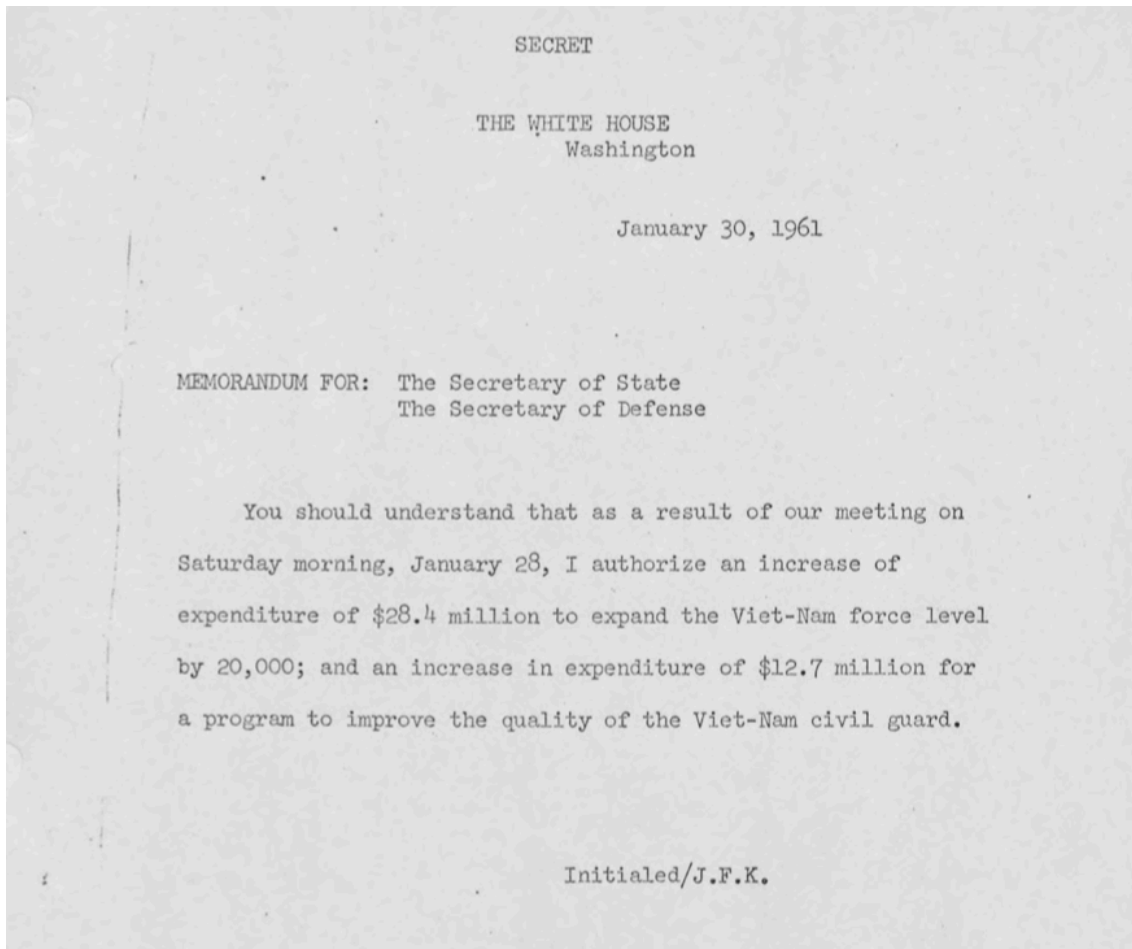 SECRET
THE WHITE HOUSE
Washington
January 30, 1961
MEMORANDUM FOR: The Secretary of State
The Secretary of Defense
You should understand that as a result of our meeting on
Saturday morning, January 28, I authorize an increase of
expenditure of $28.4 million to expand the Viet-Nam force level
by 20,000; and an increase in expenditure of $12.7 million for
a program to improve the quality of the Viet-Nam civil guard.
Initialed/J.F.K.